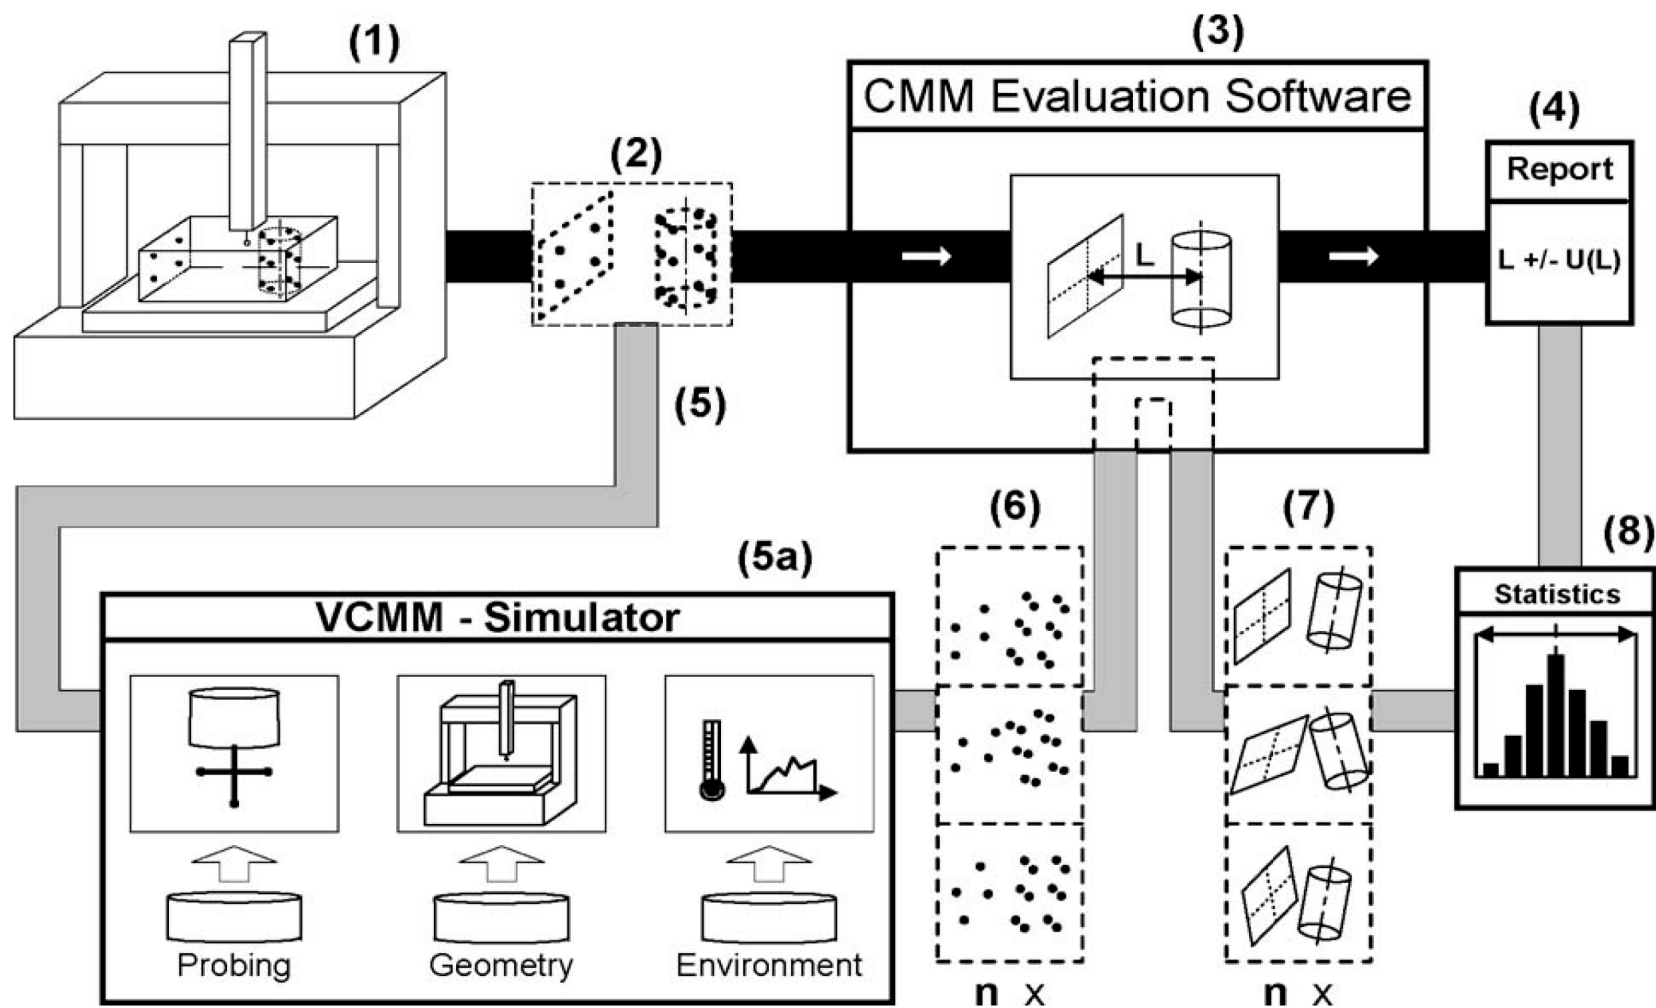 (1)
(3)
CMM Evaluation Software
(4)
(2)
Report
L
L +/- U(L)
(5)
(6)
(7)
(8)
(5a)
VCMM - Simulator
Statistics
Probing
Geometry
Environment
n x
n x